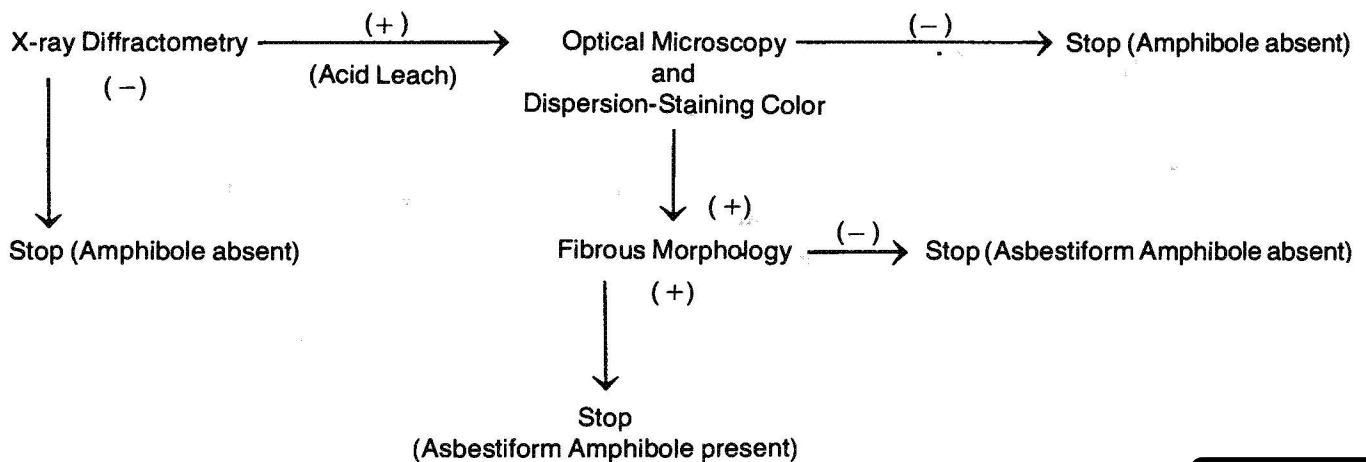 (+)
(−)
X-ray Diffractometry
Optical Microscopy
Stop (Amphibole absent)
(−)
(Acid Leach)
and
Dispersion-Staining Color
(+)
(−)
Stop (Amphibole absent)
Fibrous Morphology
Stop (Asbestiform Amphibole absent)
(+)
Stop
(Asbestiform Amphibole present)